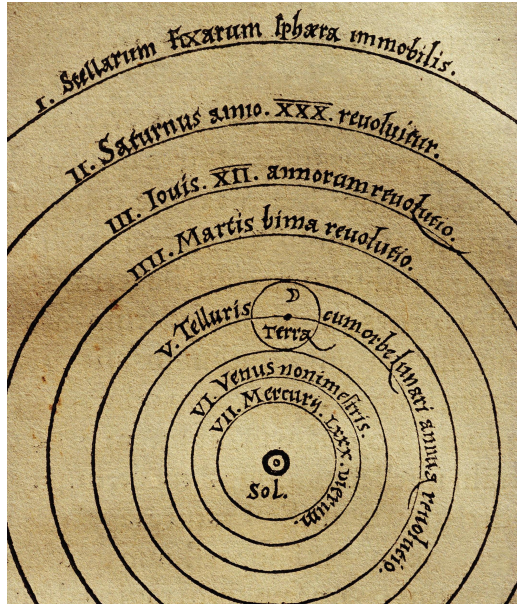 I. Stellarum Fixarum sphæra immobilis.
II. Saturnus anno. XXX. reuoluitur.
III. Iouis. XII. annorum reuolutio.
IIII. Martis bima reuolutio.
V. Telluris cum orbe lunari annua reuolutio.
Terra
VI. Venus nonimestris.
VII. Mercurij. LXXX. dierum.
Sol.